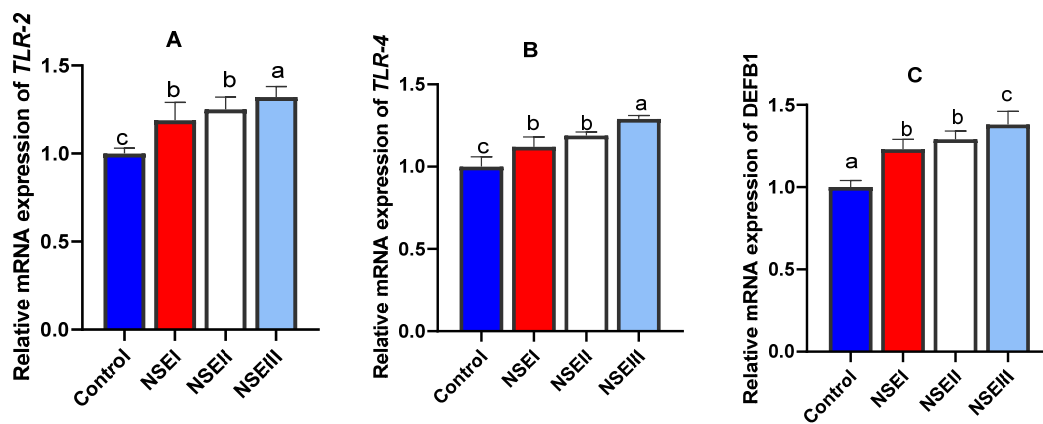 A
Relative mRNA expression of TLR-2
1.5
1.0
0.5
0.0
c
b
b
a
Control
NSEI
NSEII
NSEIII
B
Relative mRNA expression of TLR-4
1.5
1.0
0.5
0.0
c
b
b
a
Control
NSEI
NSEII
NSEIII
C
Relative mRNA expression of DEFB1
1.5
1.0
0.5
0.0
a
b
b
c
Control
NSEI
NSEII
NSEIII